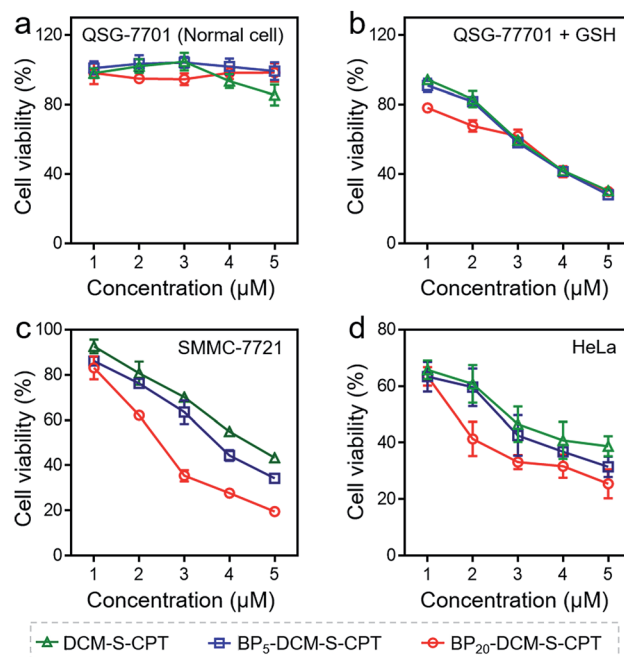 a
QSG-7701 (Normal cell)
Cell viability (%)
120
80
40
0
1 2 3 4 5
Concentration (µM)
b
QSG-77701 + GSH
Cell viability (%)
120
80
40
0
1 2 3 4 5
Concentration (µM)
c
SMMC-7721
Cell viability (%)
100
80
60
40
20
0
1 2 3 4 5
Concentration (µM)
d
HeLa
Cell viability (%)
80
60
40
20
0
1 2 3 4 5
Concentration (µM)
DCM-S-CPT BP₅-DCM-S-CPT BP₂₀-DCM-S-CPT